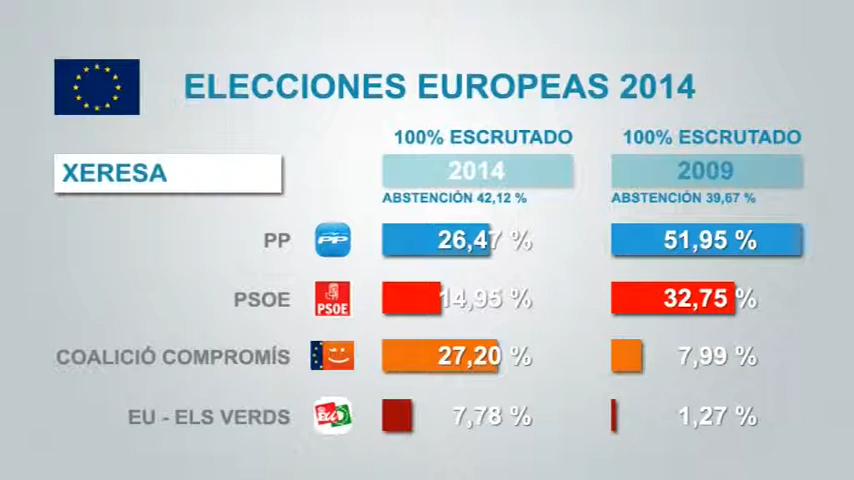 ELECCIONES EUROPEAS 2014
100% ESCRUTADO 100% ESCRUTADO
XERESA 2014 2009
ABSTENCIÓN 42,12 % ABSTENCIÓN 39,67 %
PP PP 26,47 % 51,95 %
PSOE PSOE 14,95 % 32,75 %
COALICIÓ COMPROMÍS 27,20 % 7,99 %
EU - ELS VERDS 7,78 % 1,27 %